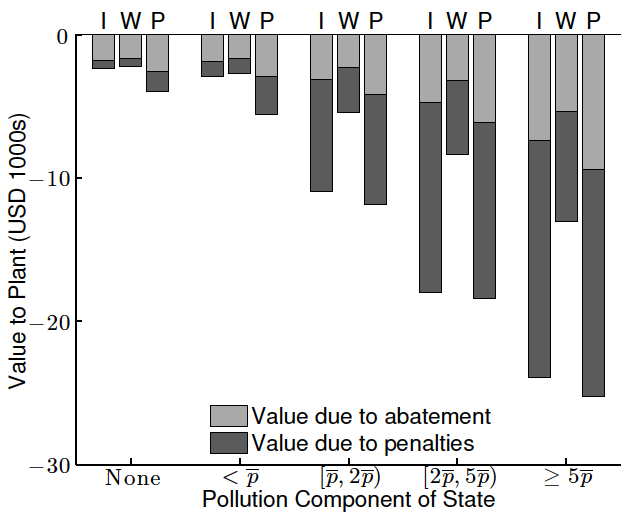 I W P I W P I W P I W P I W P
0
−10
−20
−30
Value to Plant (USD 1000s)
Value due to abatement
Value due to penalties
None < p̅ [p̅, 2p̅) [2p̅, 5p̅) ≥ 5p̅
Pollution Component of State